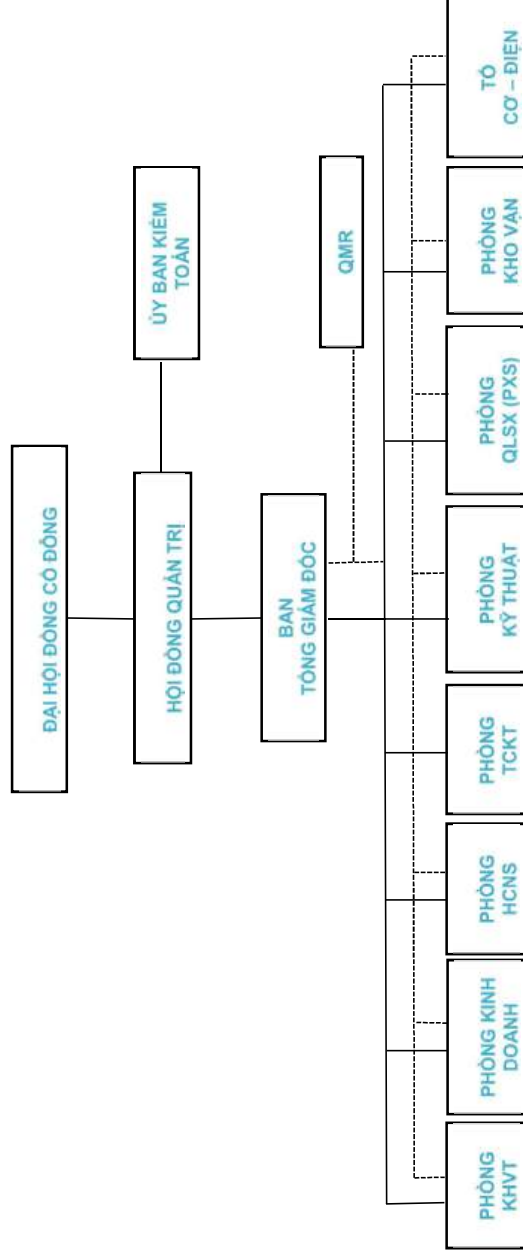 ĐẠI HỘI ĐỒNG CỔ ĐÔNG
HỘI ĐỒNG QUẢN TRỊ
ỦY BAN KIỂM
TOÁN
BAN
TỔNG GIÁM ĐỐC
QMR
PHÒNG
KHVT
PHÒNG KINH
DOANH
PHÒNG
HCNS
PHÒNG
TCKT
PHÒNG
KỸ THUẬT
PHÒNG
QLSX (PXS)
PHÒNG
KHO VẬN
TỔ
CƠ – ĐIỆN